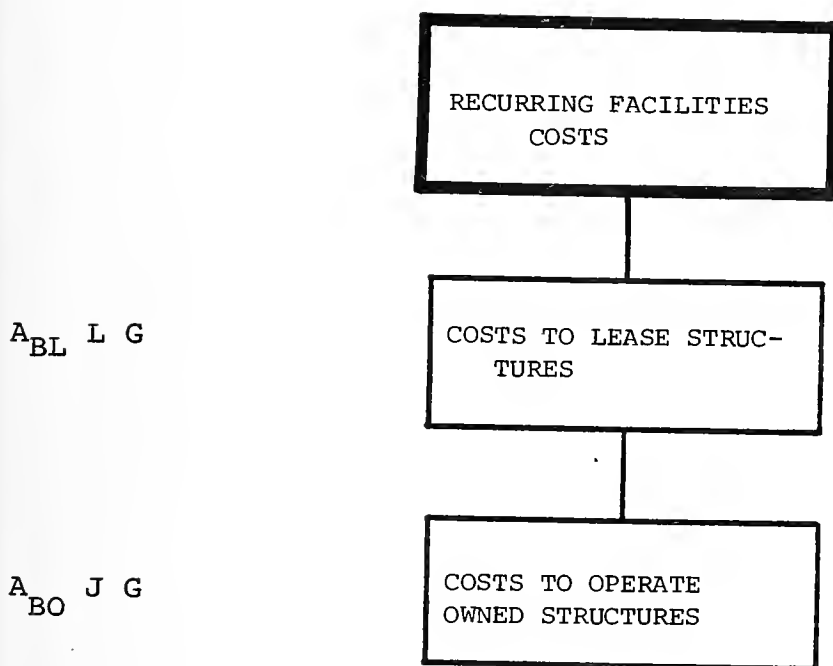 RECURRING FACILITIES
COSTS
A_BL L G
COSTS TO LEASE STRUC-
TURES
A_BO J G
COSTS TO OPERATE
OWNED STRUCTURES